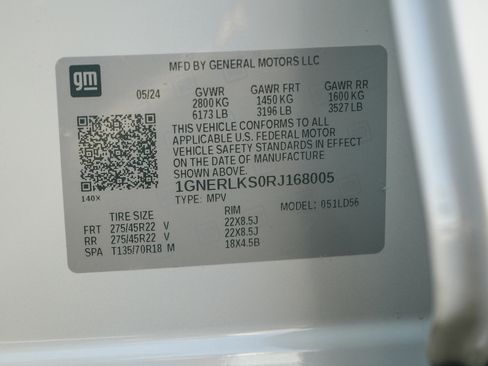 gm
MFD BY GENERAL MOTORS LLC
05/24 GVWR GAWR FRT GAWR RR
2800 KG 1450 KG 1600 KG
6173 LB 3196 LB 3527 LB
THIS VEHICLE CONFORMS TO ALL
APPLICABLE U.S. FEDERAL MOTOR
VEHICLE SAFETY STANDARDS IN EFFECT
ON THE DATE OF MANUFACTURE SHOWN
ABOVE.
1GNERLKS0RJ168005
140X TYPE: MPV MODEL: 051LD56
TIRE SIZE RIM
FRT 275/45R22 V 22X8.5J
RR 275/45R22 V 22X8.5J
SPA T135/70R18 M 18X4.5B